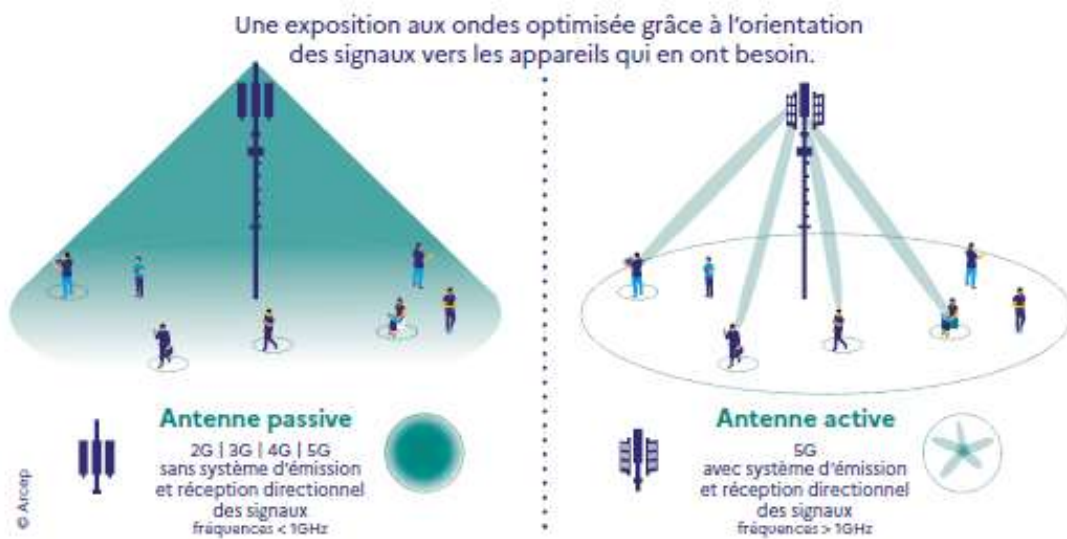 Une exposition aux ondes optimisée grâce à l'orientation
des signaux vers les appareils qui en ont besoin.
Antenne passive
2G | 3G | 4G | 5G
sans système d'émission
et réception directionnel
des signaux
fréquences < 1GHz
Antenne active
5G
avec système d'émission
et réception directionnel
des signaux
fréquences > 1GHz
© Arcep